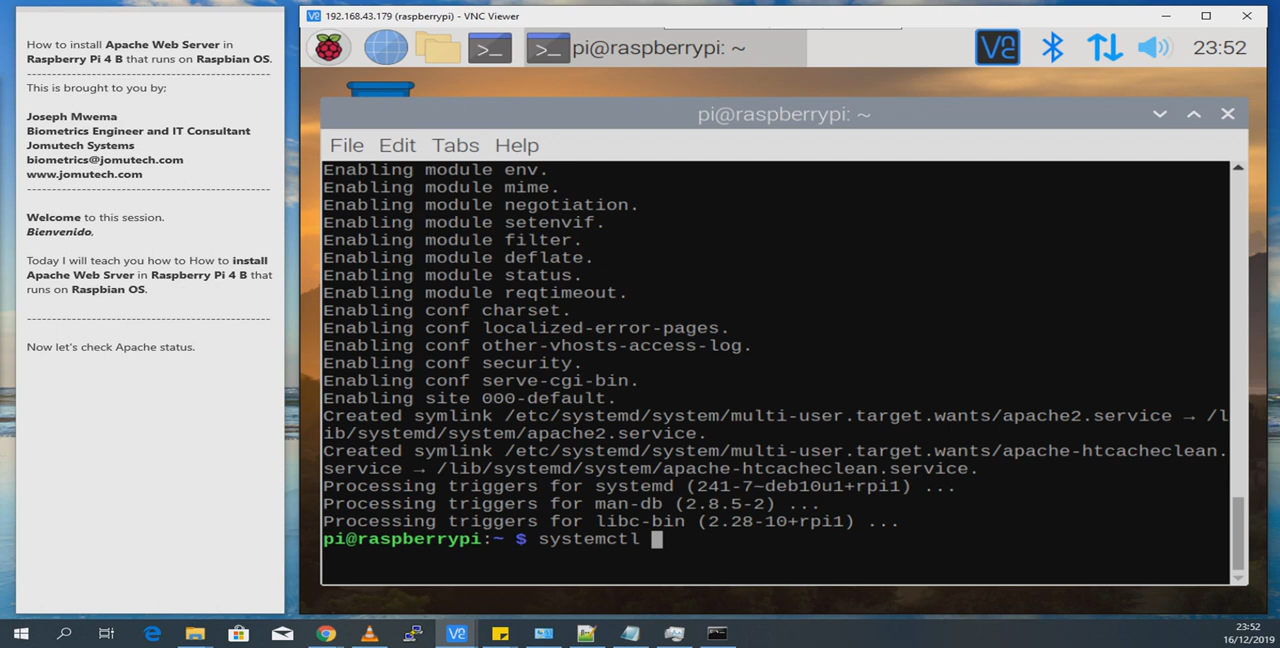 How to install Apache Web Server in
Raspberry Pi 4 B that runs on Raspbian OS.
--------------------------------------------------------
This is brought to you by;
Joseph Mwema
Biometrics Engineer and IT Consultant
Jomutech Systems
biometrics@jomutech.com
www.jomutech.com
--------------------------------------------------------
Welcome to this session.
Bienvenido,
Today I will teach you how to How to install
Apache Web Srver in Raspberry Pi 4 B that
runs on Raspbian OS.
--------------------------------------------------------
Now let's check Apache status.
192.168.43.179 (raspberrypi) - VNC Viewer
pi@raspberrypi: ~
23:52
pi@raspberrypi: ~
File Edit Tabs Help
Enabling module env.
Enabling module mime.
Enabling module negotiation.
Enabling module setenvif.
Enabling module filter.
Enabling module deflate.
Enabling module status.
Enabling module reqtimeout.
Enabling conf charset.
Enabling conf localized-error-pages.
Enabling conf other-vhosts-access-log.
Enabling conf security.
Enabling conf serve-cgi-bin.
Enabling site 000-default.
Created symlink /etc/systemd/system/multi-user.target.wants/apache2.service → /l
ib/systemd/system/apache2.service.
Created symlink /etc/systemd/system/multi-user.target.wants/apache-htcacheclean.
service → /lib/systemd/system/apache-htcacheclean.service.
Processing triggers for systemd (241-7~deb10u1+rpi1) ...
Processing triggers for man-db (2.8.5-2) ...
Processing triggers for libc-bin (2.28-10+rpi1) ...
pi@raspberrypi:~ $ systemctl
23:52
16/12/2019